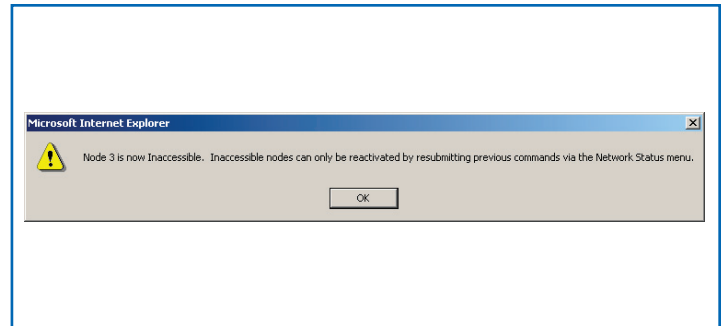 Microsoft Internet Explorer
Node 3 is now Inaccessible.  Inaccessible nodes can only be reactivated by resubmitting previous commands via the Network Status menu.
OK